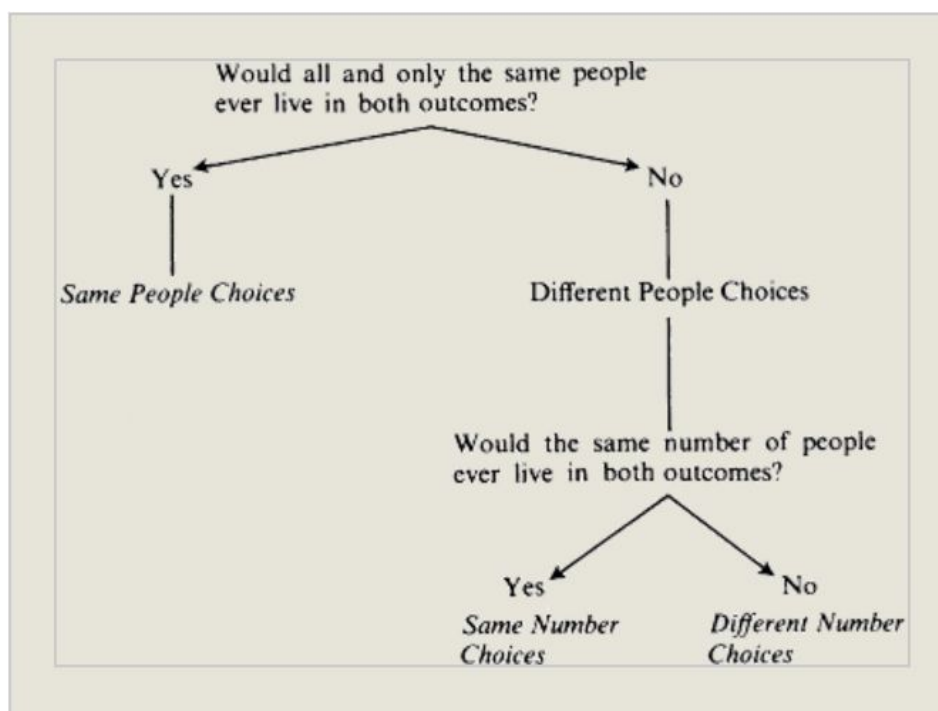 Would all and only the same people
ever live in both outcomes?
Yes
No
Same People Choices
Different People Choices
Would the same number of people
ever live in both outcomes?
Yes
No
Same Number
Choices
Different Number
Choices